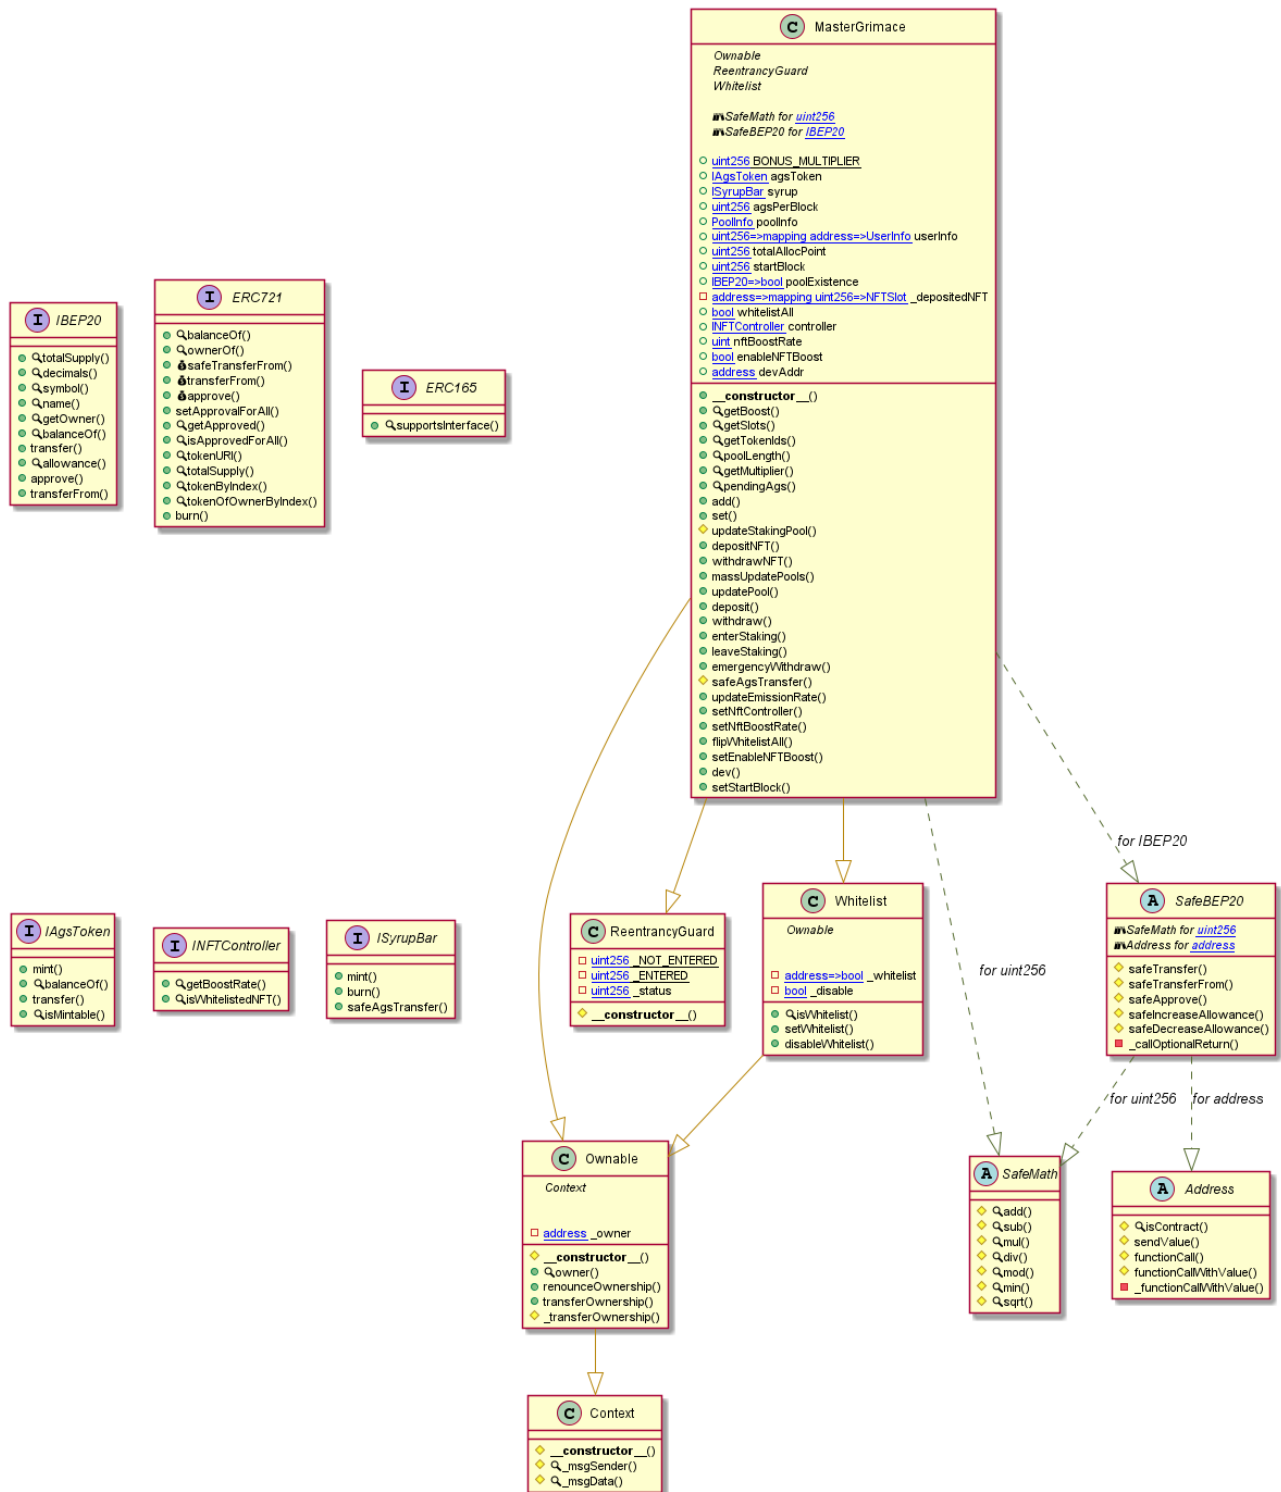 C MasterGrimace
Ownable
ReentrancyGuard
Whitelist
SafeMath for uint256
SafeBEP20 for IBEP20
uint256 BONUS_MULTIPLIER
IAgsToken agsToken
ISyrupBar syrup
uint256 agsPerBlock
PoolInfo poolInfo
uint256=>mapping address=>UserInfo userInfo
uint256 totalAllocPoint
uint256 startBlock
IBEP20=>bool poolExistence
address=>mapping uint256=>NFTSlot _depositedNFT
bool whitelistAll
INFTController controller
uint nftBoostRate
bool enableNFTBoost
address devAddr
__constructor__()
getBoost()
getSlots()
getTokenIds()
poolLength()
getMultiplier()
pendingAgs()
add()
set()
updateStakingPool()
depositNFT()
withdrawNFT()
massUpdatePools()
updatePool()
deposit()
withdraw()
enterStaking()
leaveStaking()
emergencyWithdraw()
safeAgsTransfer()
updateEmissionRate()
setNftController()
setNftBoostRate()
flipWhitelistAll()
setEnableNFTBoost()
dev()
setStartBlock()
I IBEP20
totalSupply()
decimals()
symbol()
name()
getOwner()
balanceOf()
transfer()
allowance()
approve()
transferFrom()
I ERC721
balanceOf()
ownerOf()
safeTransferFrom()
transferFrom()
approve()
setApprovalForAll()
getApproved()
isApprovedForAll()
tokenURI()
totalSupply()
tokenByIndex()
tokenOfOwnerByIndex()
burn()
I ERC165
supportsInterface()
for IBEP20
for uint256
I IAgsToken
mint()
balanceOf()
transfer()
isMintable()
I INFTController
getBoostRate()
isWhitelistedNFT()
I ISyrupBar
mint()
burn()
safeAgsTransfer()
C ReentrancyGuard
uint256 _NOT_ENTERED
uint256 _ENTERED
uint256 _status
__constructor__()
C Whitelist
Ownable
address=>bool _whitelist
bool _disable
isWhitelist()
setWhitelist()
disableWhitelist()
A SafeBEP20
SafeMath for uint256
Address for address
safeTransfer()
safeTransferFrom()
safeApprove()
safeIncreaseAllowance()
safeDecreaseAllowance()
_callOptionalReturn()
for uint256
for address
C Ownable
Context
address _owner
__constructor__()
owner()
renounceOwnership()
transferOwnership()
_transferOwnership()
A SafeMath
add()
sub()
mul()
div()
mod()
min()
sqrt()
A Address
isContract()
sendValue()
functionCall()
functionCallWithValue()
_functionCallWithValue()
C Context
__constructor__()
_msgSender()
_msgData()